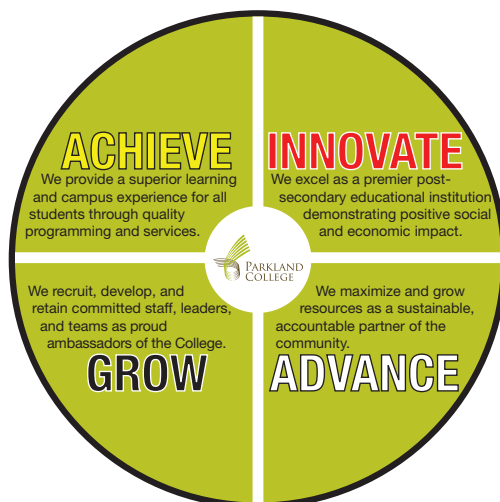 ACHIEVE
We provide a superior learning
and campus experience for all
students through quality
programming and services.
INNOVATE
We excel as a premier post-
secondary educational institution
demonstrating positive social
and economic impact.
PARKLAND
COLLEGE
We recruit, develop, and
retain committed staff, leaders,
and teams as proud
ambassadors of the College.
GROW
We maximize and grow
resources as a sustainable,
accountable partner of the
community.
ADVANCE